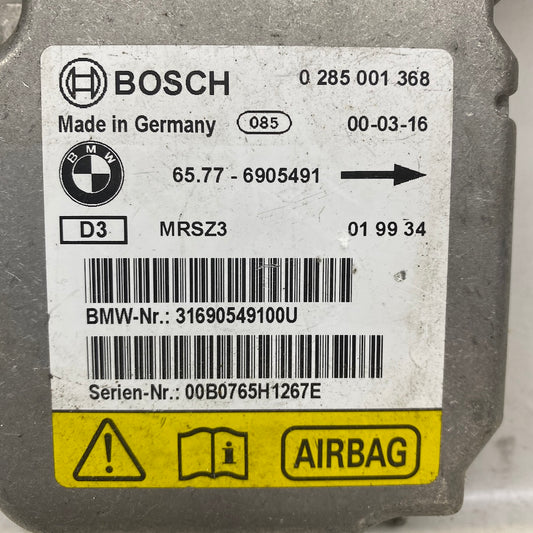 BOSCH 0 285 001 368
Made in Germany 085 00-03-16
BMW 65.77 - 6905491
D3 MRSZ3 01 99 34
BMW-Nr.: 31690549100U
Serien-Nr.: 00B0765H1267E
AIRBAG